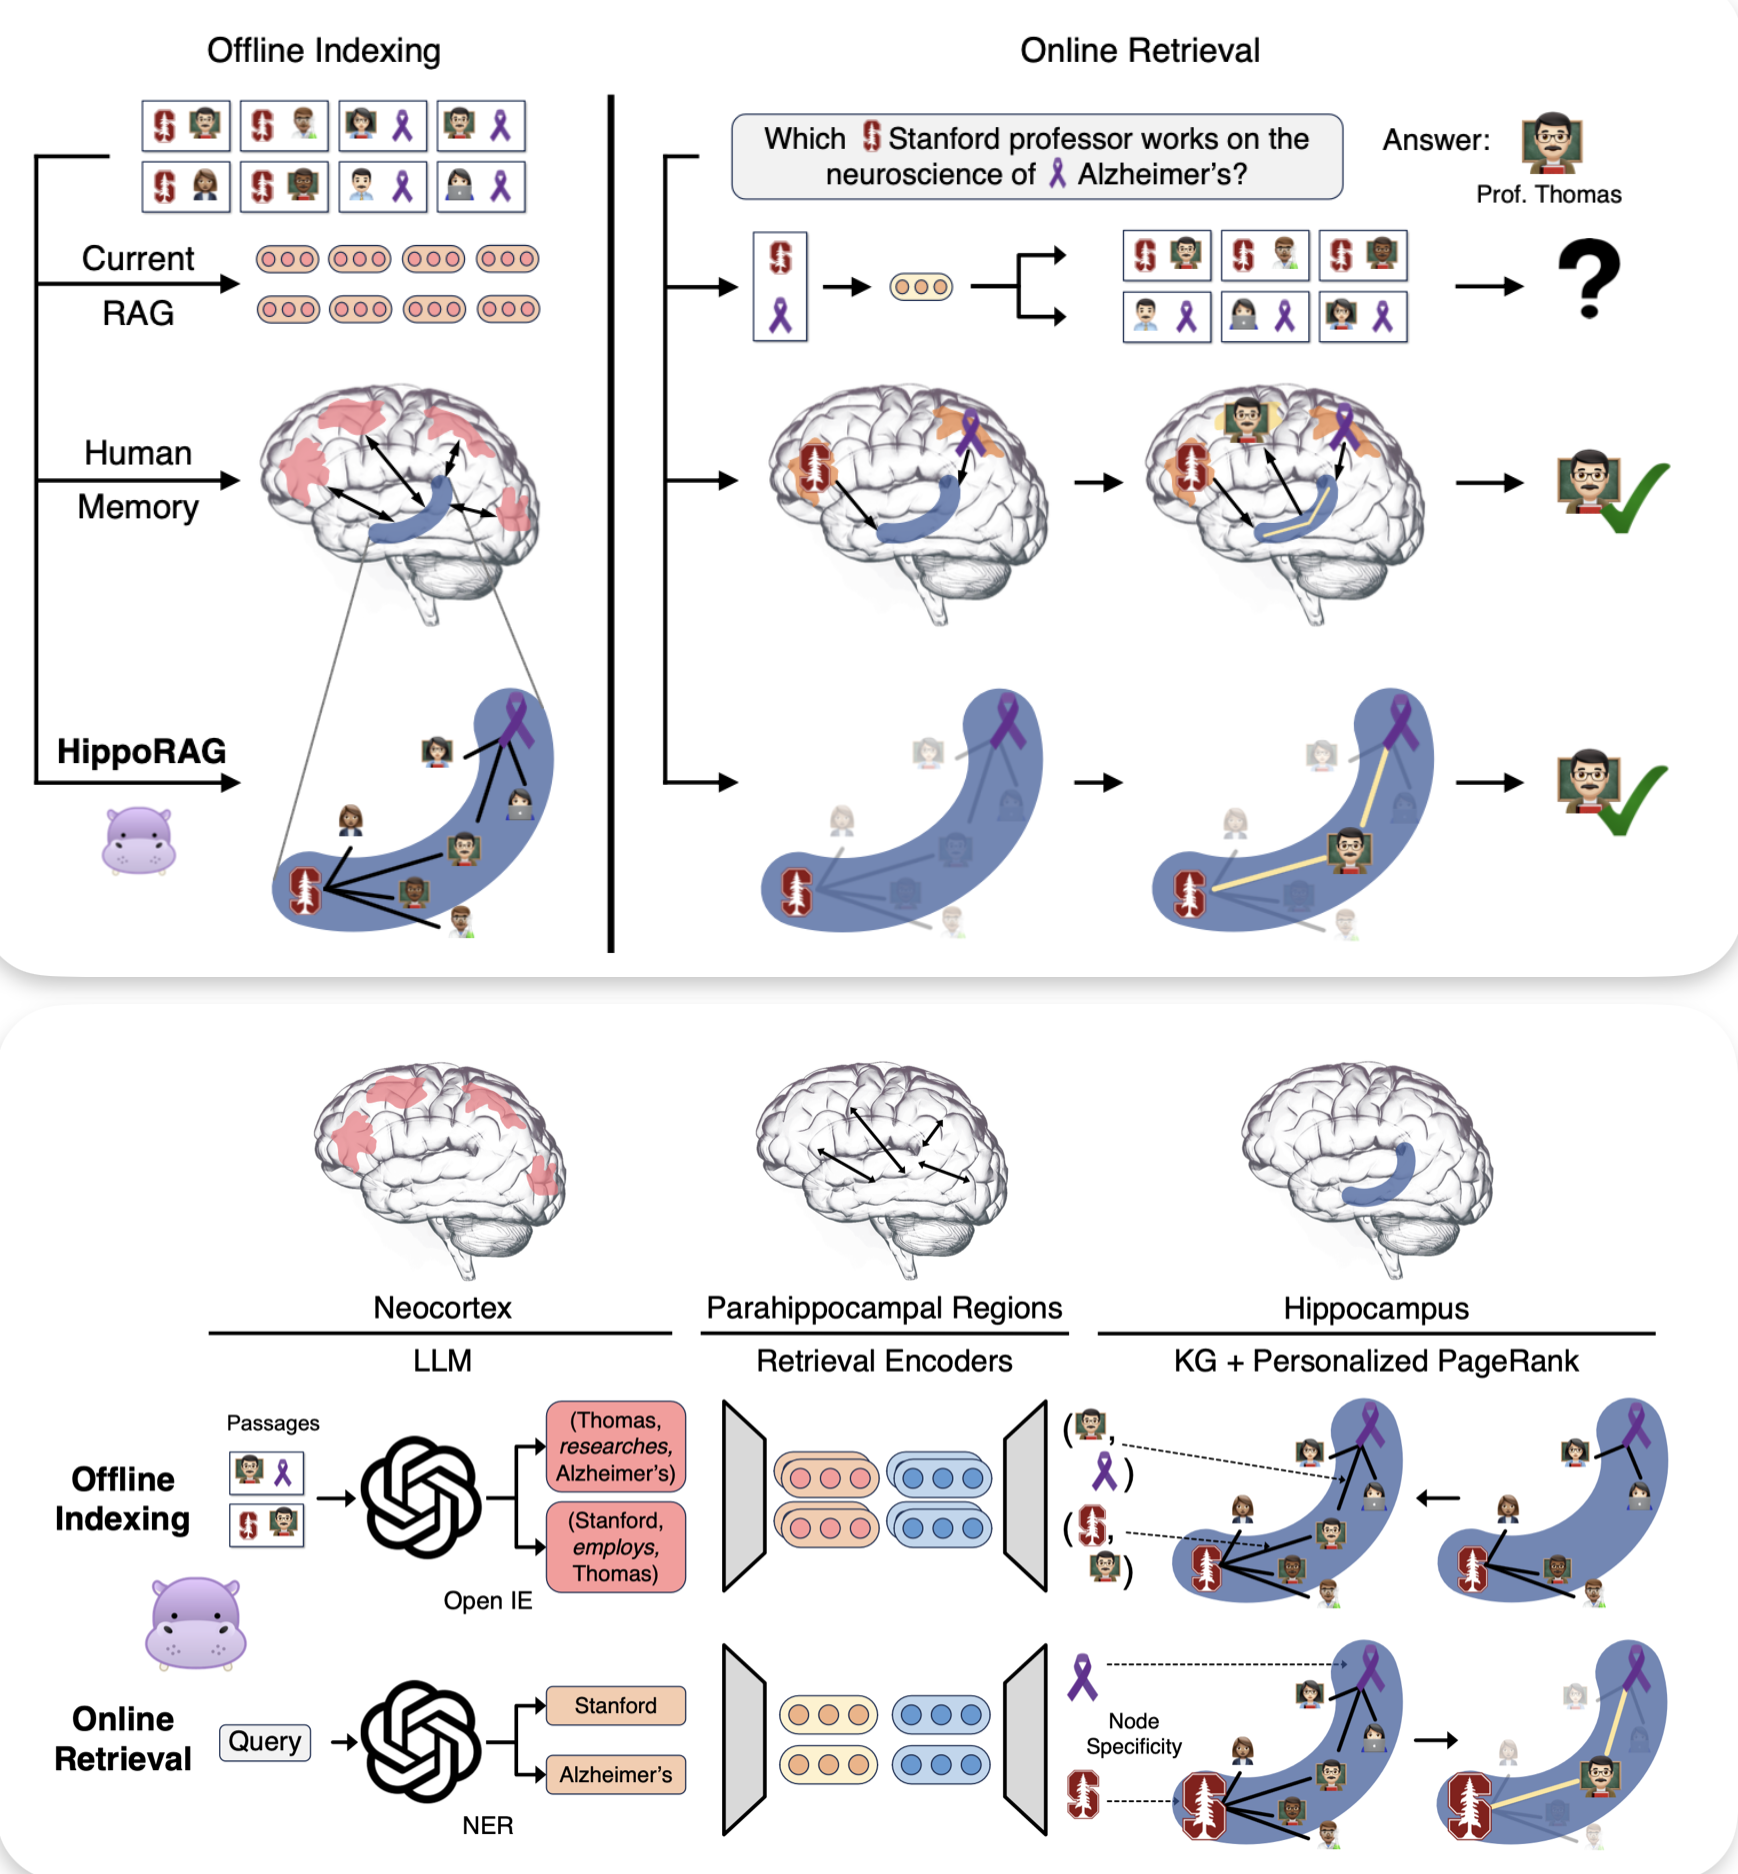 Offline Indexing
Online Retrieval
Which Stanford professor works on the
neuroscience of Alzheimer's?
Answer:
Prof. Thomas
Current
RAG
?
Human
Memory
HippoRAG
Neocortex
Parahippocampal Regions
Hippocampus
LLM
Retrieval Encoders
KG + Personalized PageRank
Offline
Indexing
Passages
(Thomas,
researches,
Alzheimer's)
(Stanford,
employs,
Thomas)
Open IE
( ,
)
( ,
)
Online
Retrieval
Query
Stanford
Alzheimer's
NER
Node
Specificity